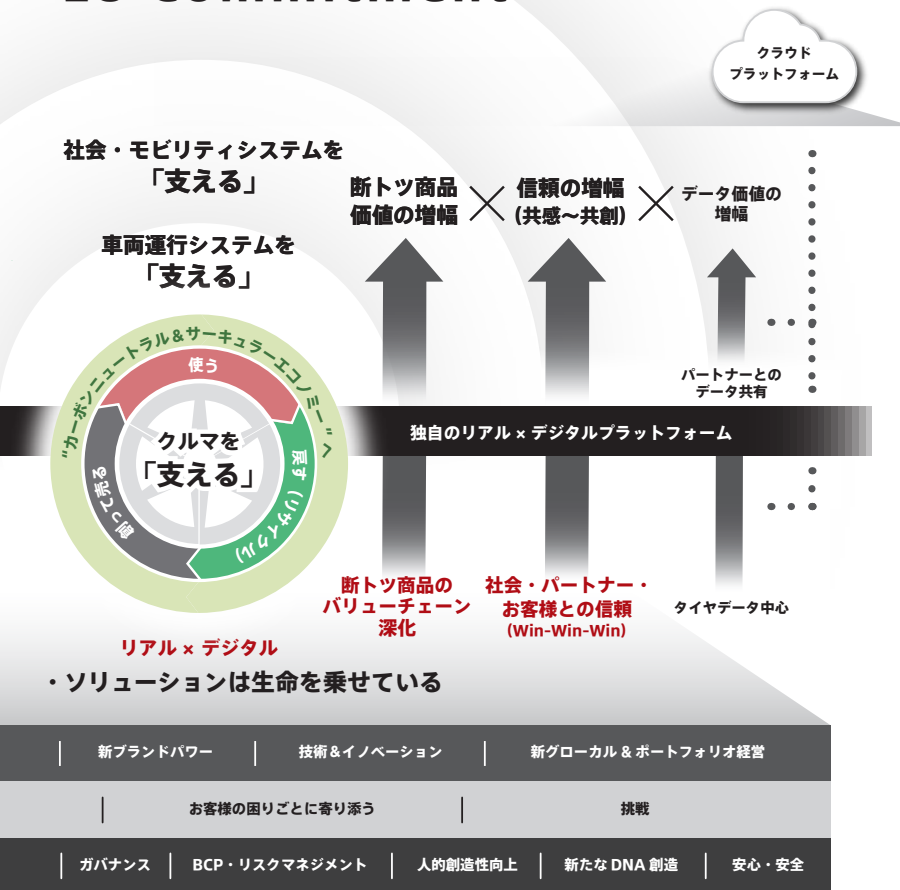 クラウド
プラットフォーム
社会・モビリティシステムを
「支える」
断トツ商品
価値の増幅
信頼の増幅
(共感〜共創)
データ価値の
増幅
車両運行システムを
「支える」
パートナーとの
データ共有
独自のリアル × デジタルプラットフォーム
"カーボンニュートラル&サーキュラーエコノミー"へ
使う
戻す(リサイクル)
創って売る
クルマを
「支える」
断トツ商品の
バリューチェーン
深化
社会・パートナー・
お客様との信頼
(Win-Win-Win)
タイヤデータ中心
リアル × デジタル
・ソリューションは生命を乗せている
新ブランドパワー
技術&イノベーション
新グローカル & ポートフォリオ経営
お客様の困りごとに寄り添う
挑戦
ガバナンス
BCP・リスクマネジメント
人的創造性向上
新たな DNA 創造
安心・安全